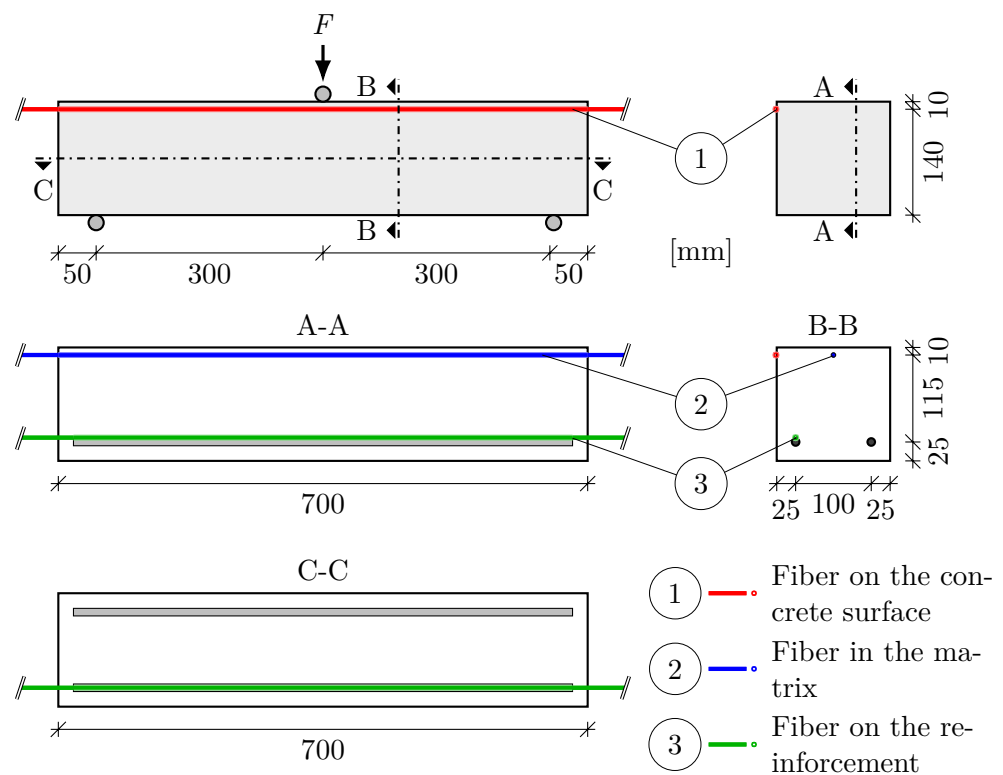 F
B
A
10
1
140
C
C
B
A
50
300
300
50
[mm]
A-A
B-B
10
2
115
3
25
700
25
100
25
C-C
1
Fiber on the con-
crete surface
2
Fiber in the ma-
trix
3
Fiber on the re-
inforcement
700